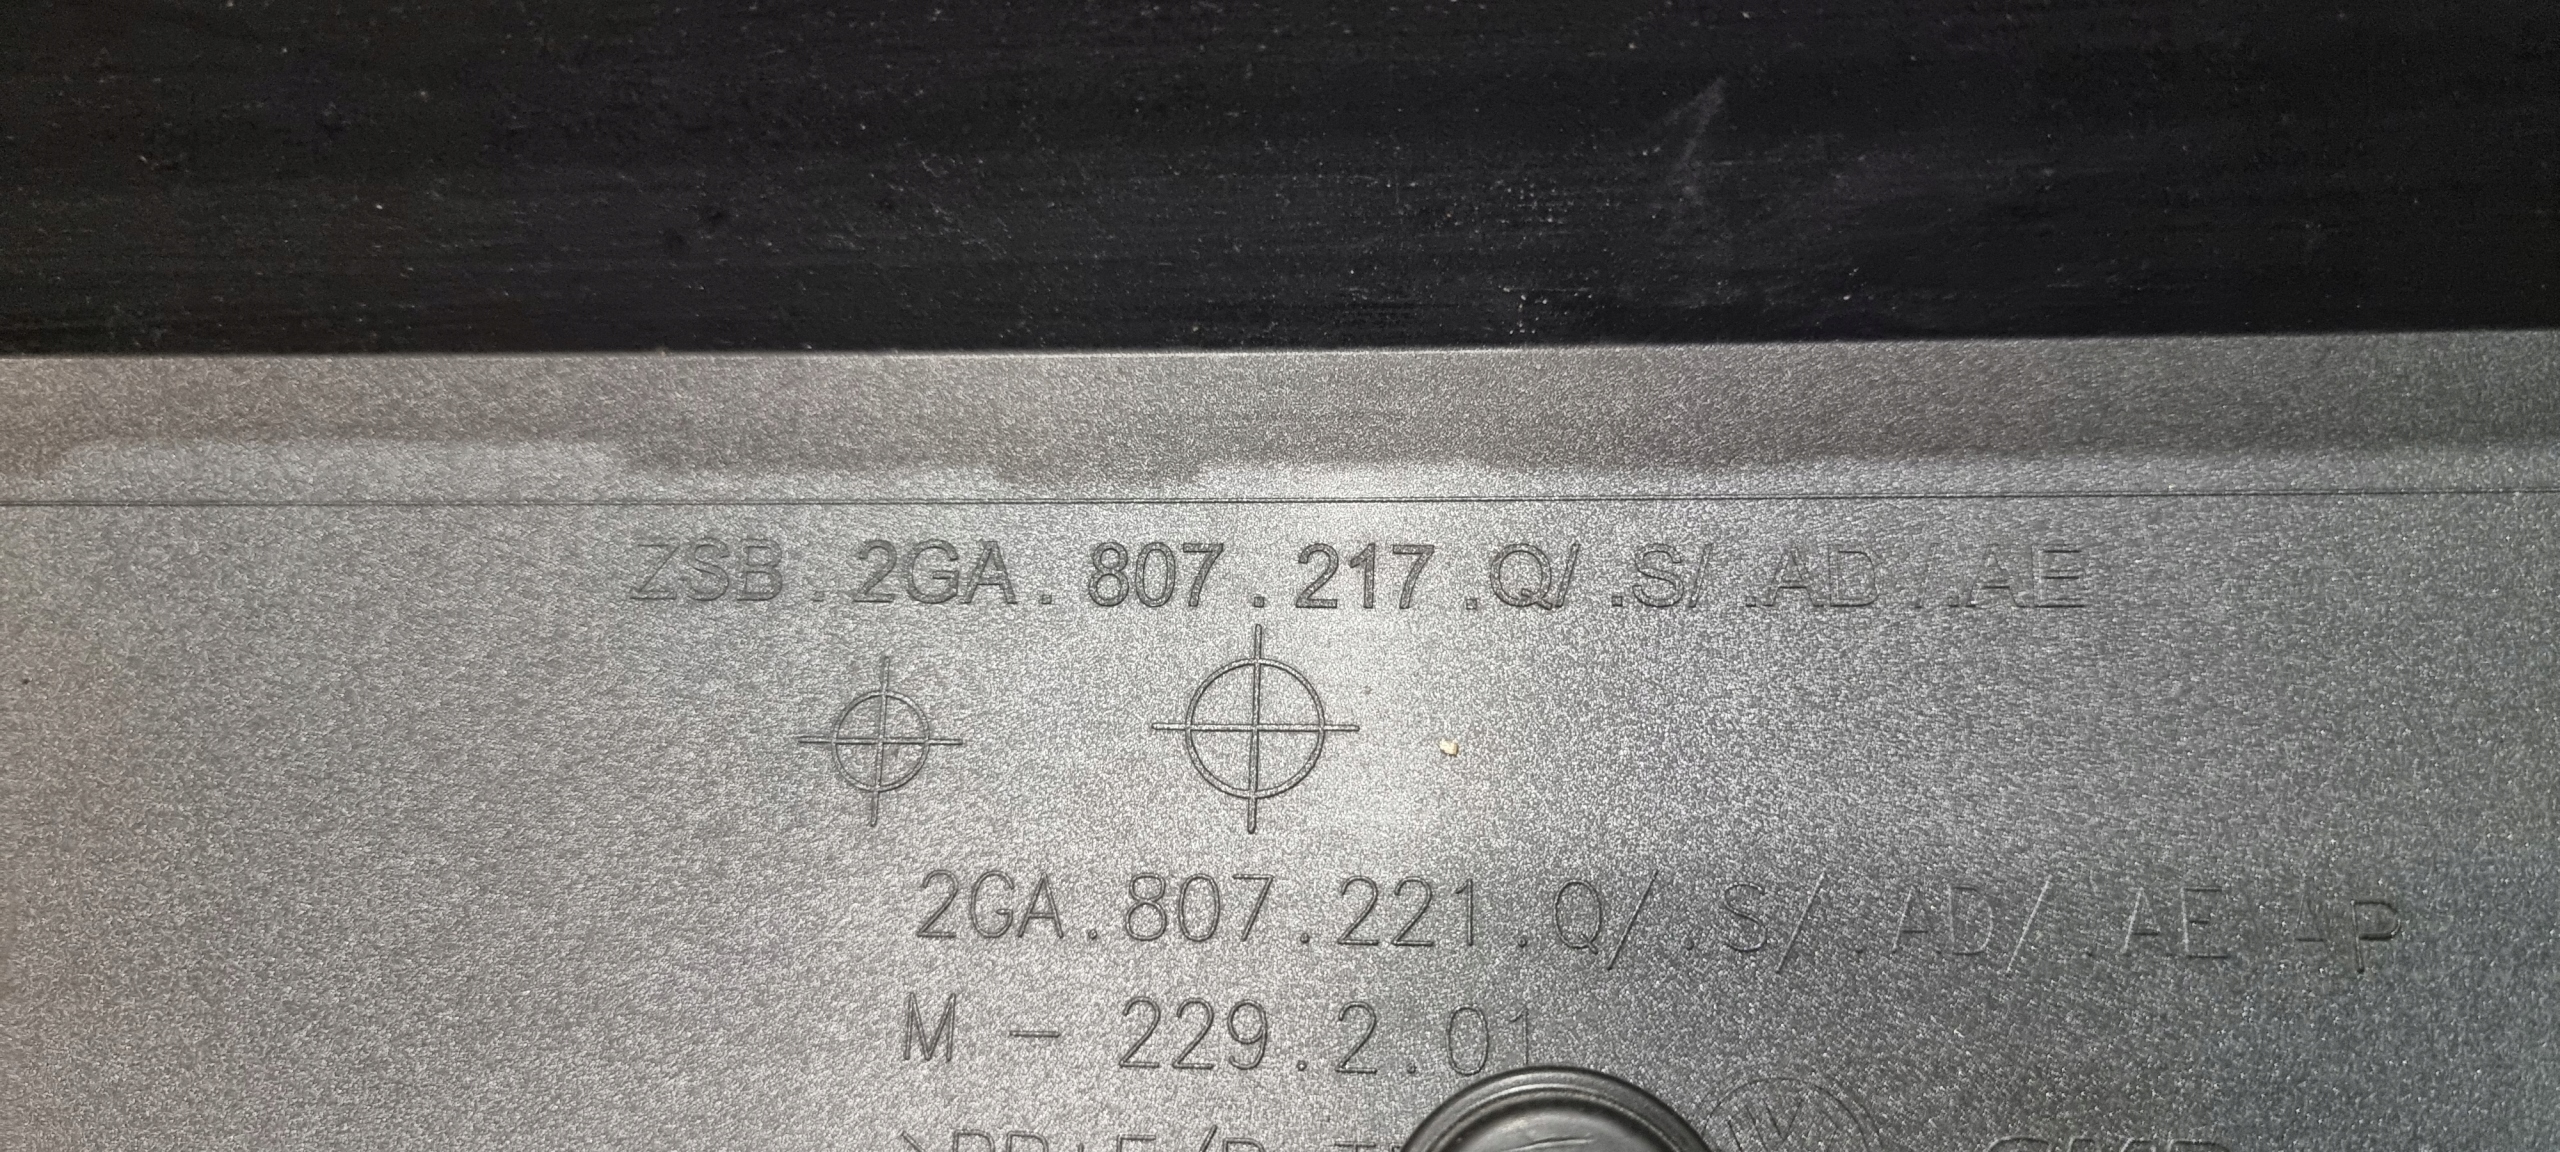 ZSB . 2GA . 807 . 217 .Q/ .S/ .AD / .AE
2GA . 807 . 221 . Q/ . S/ . AD/ . AE
M - 229 . 2 . 01